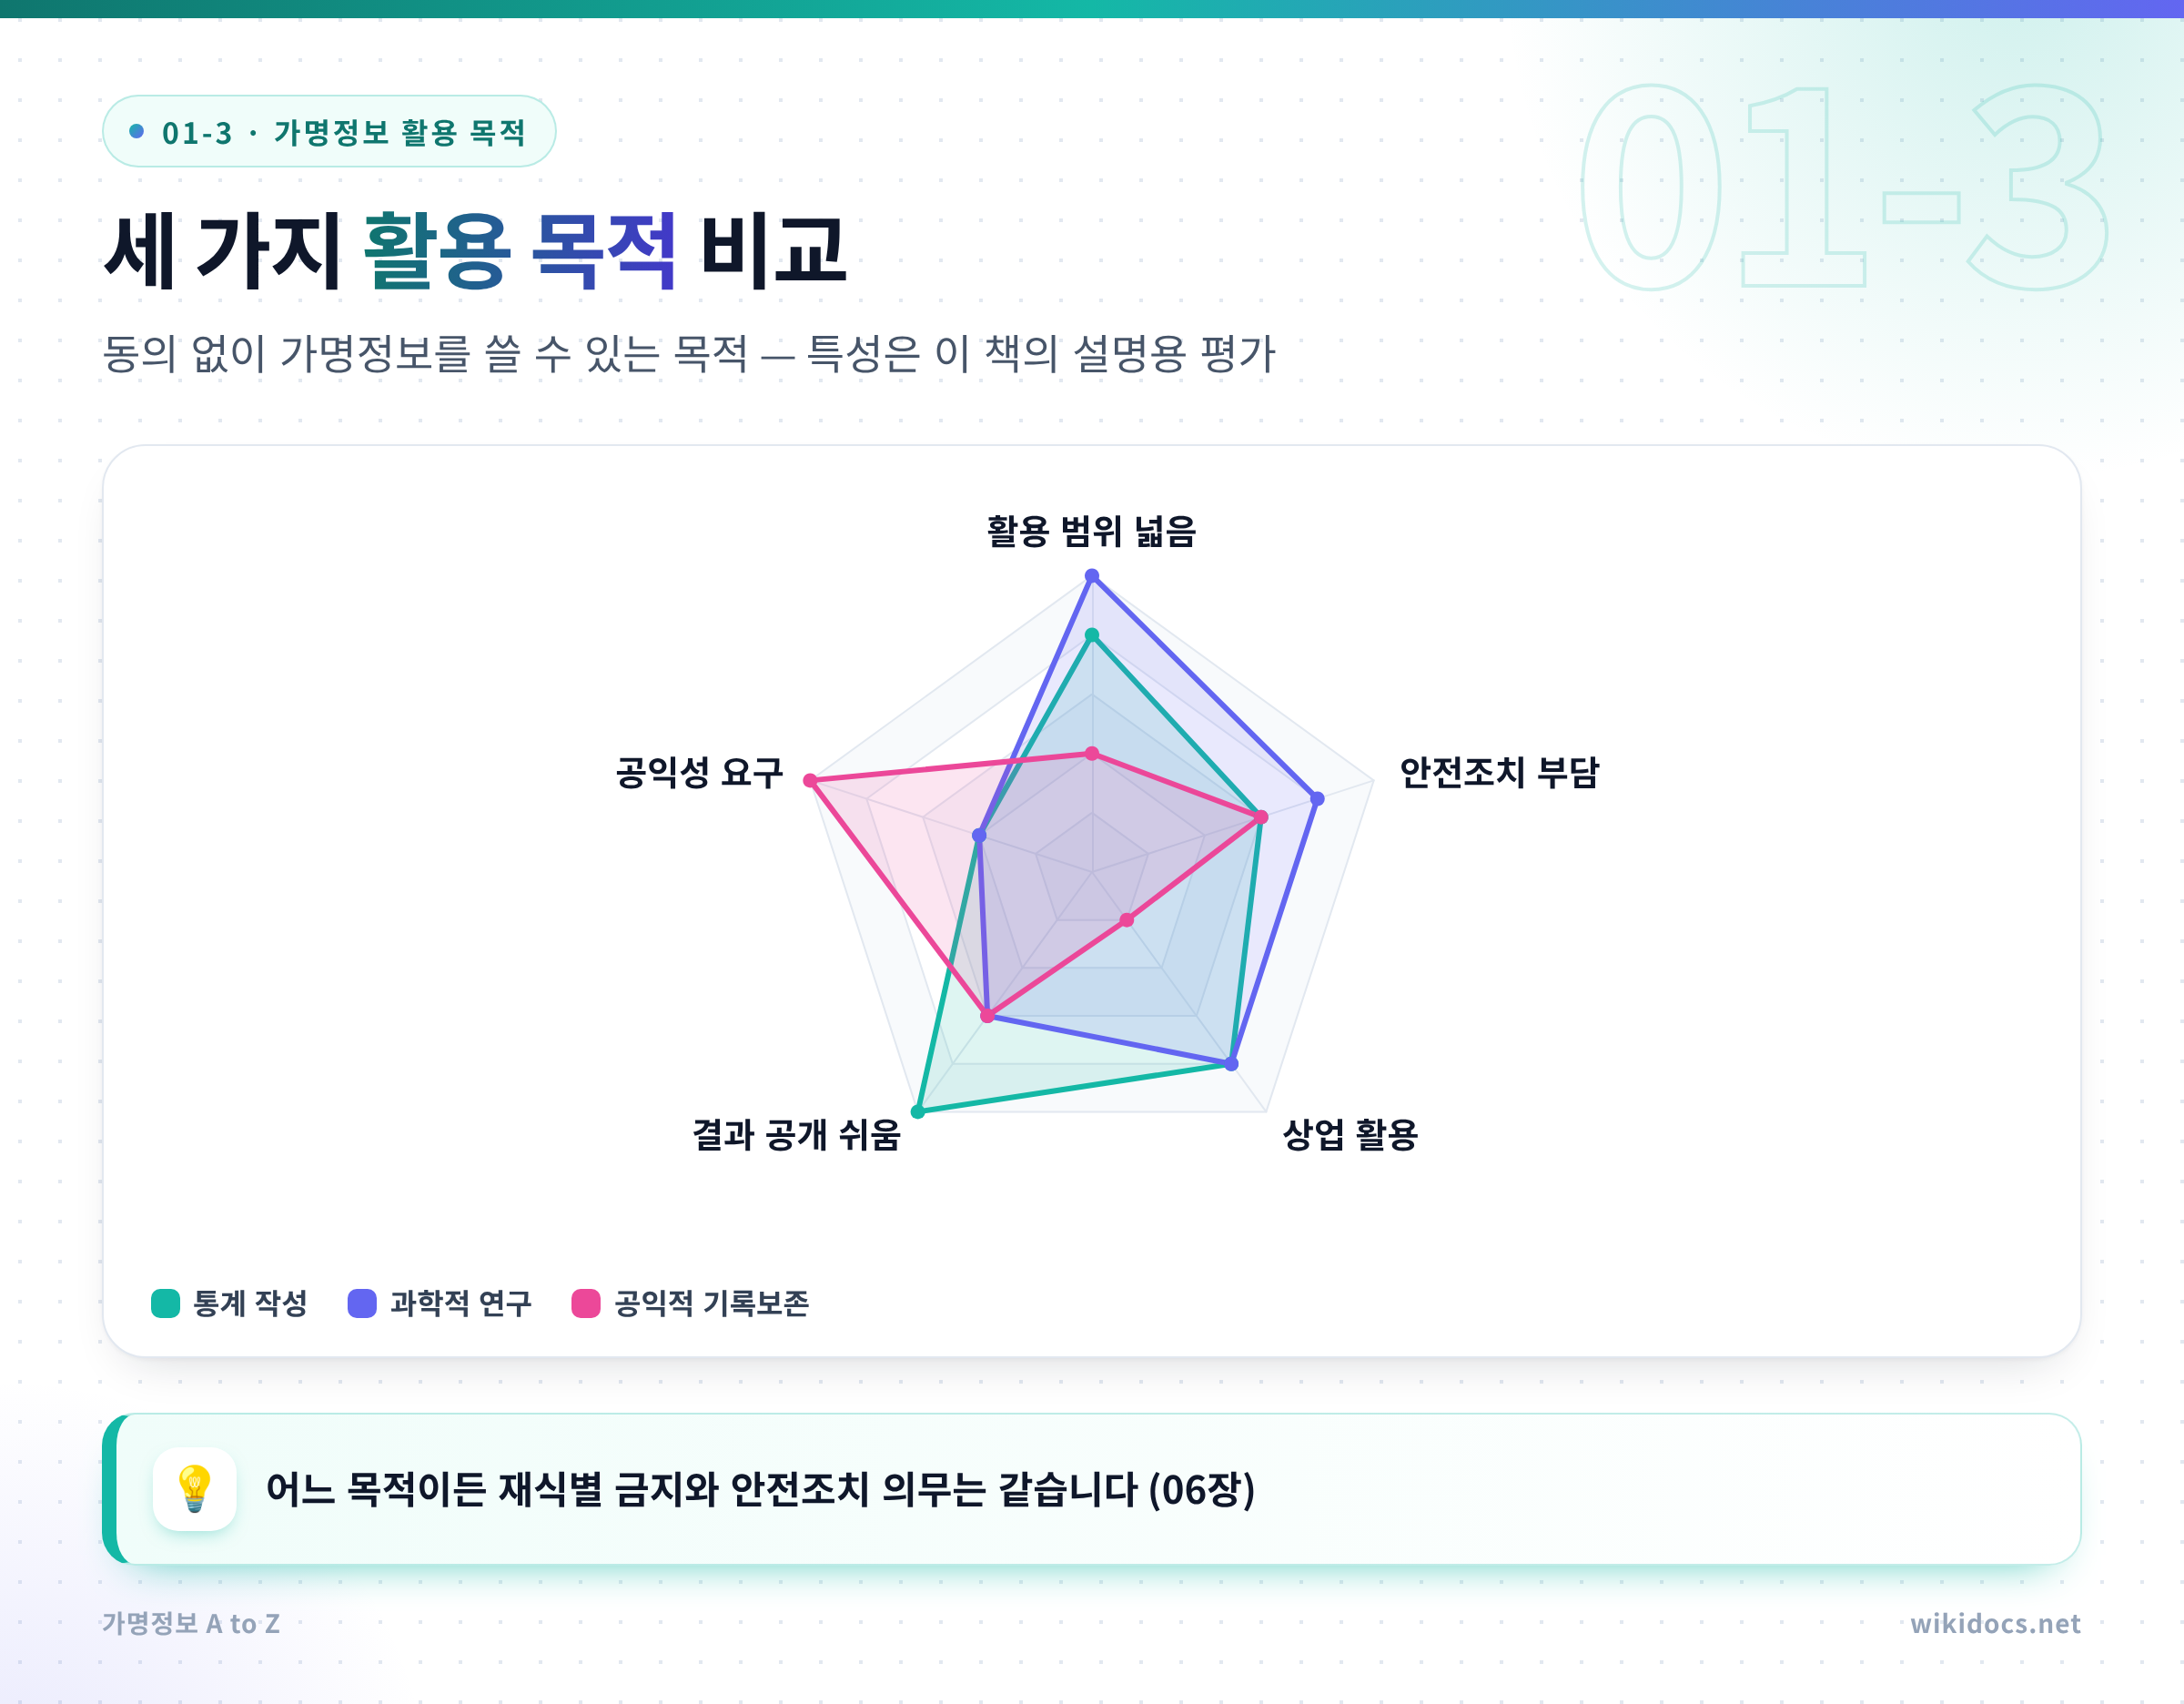 01-3 · 가명정보 활용 목적
01-3
세 가지 활용 목적 비교
동의 없이 가명정보를 쓸 수 있는 목적 — 특성은 이 책의 설명용 평가
활용 범위 넓음
공익성 요구
안전조치 부담
결과 공개 쉬움
상업 활용
통계 작성
과학적 연구
공익적 기록보존
💡 어느 목적이든 재식별 금지와 안전조치 의무는 같습니다 (06장)
가명정보 A to Z
wikidocs.net